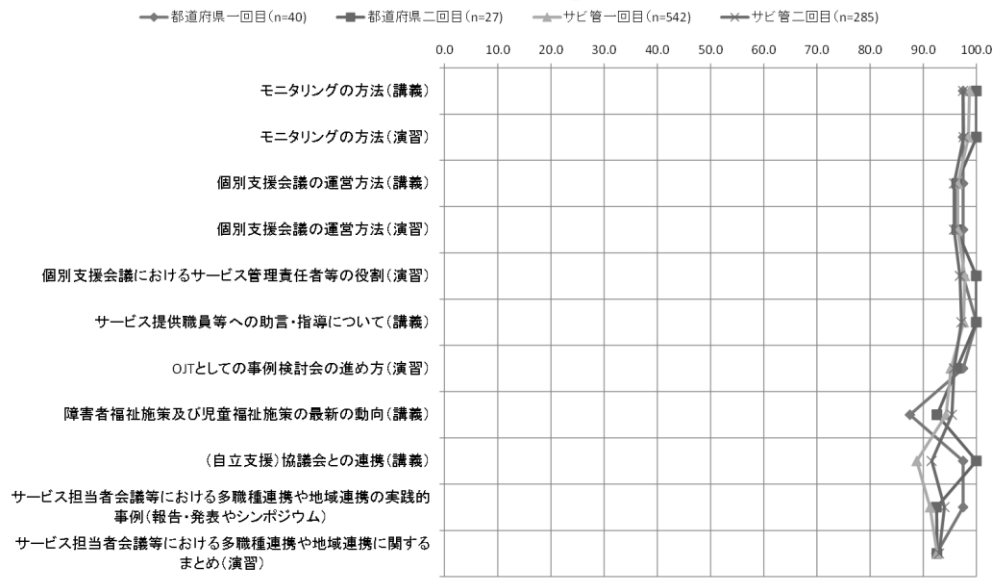 都道府県一回目(n=40) 都道府県二回目(n=27) サビ管一回目(n=542) サビ管二回目(n=285)
0.0 10.0 20.0 30.0 40.0 50.0 60.0 70.0 80.0 90.0 100.0
モニタリングの方法(講義)
モニタリングの方法(演習)
個別支援会議の運営方法(講義)
個別支援会議の運営方法(演習)
個別支援会議におけるサービス管理責任者等の役割(演習)
サービス提供職員等への助言・指導について(講義)
OJTとしての事例検討会の進め方(演習)
障害者福祉施策及び児童福祉施策の最新の動向(講義)
(自立支援)協議会との連携(講義)
サービス担当者会議等における多職種連携や地域連携の実践的
事例(報告・発表やシンポジウム)
サービス担当者会議等における多職種連携や地域連携に関する
まとめ(演習)